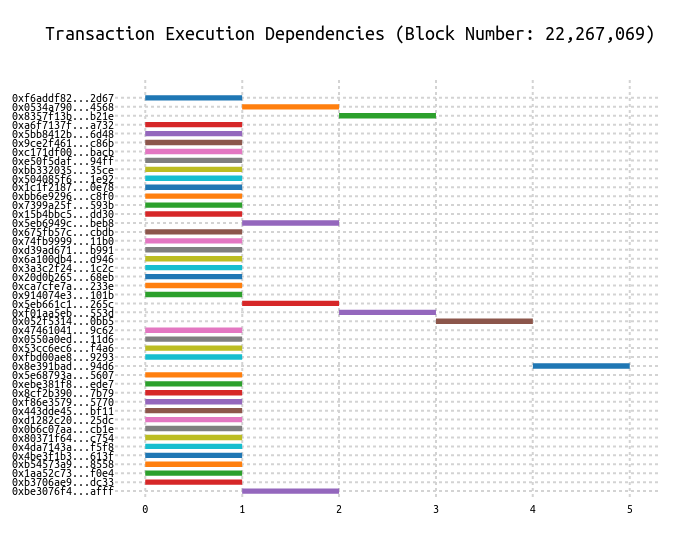 Transaction Execution Dependencies (Block Number: 22,267,069)
0xf6addf82...2d67
0x0534a790...4568
0x8357f13b...b21e
0xa6f7137f...a732
0x5bb8412b...6d48
0x9ce2f461...c86b
0xc171df00...bacb
0xe50f5daf...94ff
0xbb332035...35ce
0x504085f6...1e92
0x1c1f2187...0e78
0xbb6e9296...c8f0
0x7399a25f...593b
0x15b4bbc5...dd30
0x5eb6949c...beb8
0x675fb57c...cbdb
0x74fb9999...11b0
0xd39ad671...b991
0x6a100db4...d946
0x3a3c2f24...1c2c
0x20d0b265...68eb
0xca7cfe7a...233e
0x914074e3...101b
0x5eb661c1...265c
0xf01aa5eb...553d
0x052f5314...0bb5
0x47461041...9c62
0x0550a0ed...11d6
0x53cc6ec6...f4a6
0xfbd00ae8...9293
0x8e391bad...94d6
0x5e68793a...5607
0xebe381f8...ede7
0x8cf2b390...7b79
0xf86e3579...5770
0x443dde45...bf11
0xd1282c20...25dc
0x0b6c07aa...cb1e
0x80371f64...c754
0x4da7143a...f5f8
0x4be3f1b3...613f
0xb54573a9...8558
0x1aa52c73...f0e4
0xb3706ae9...dc33
0xbe3076f4...afff
0 1 2 3 4 5